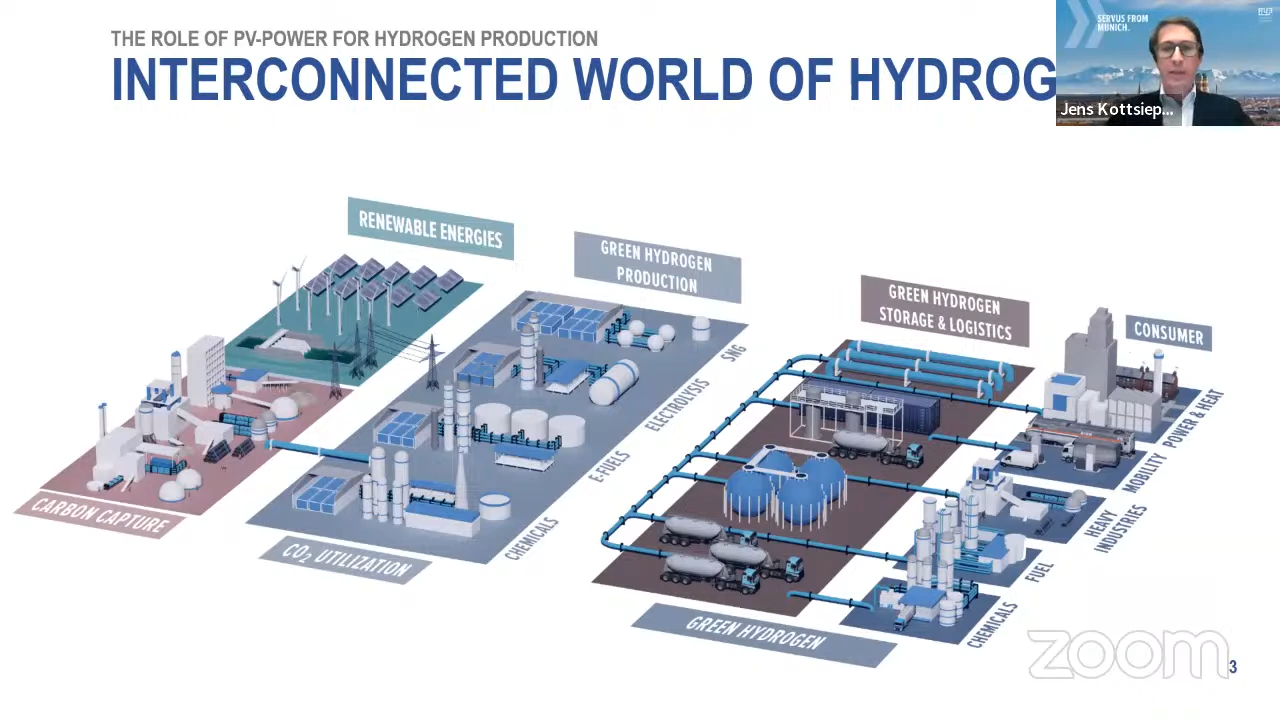 THE ROLE OF PV-POWER FOR HYDROGEN PRODUCTION
INTERCONNECTED WORLD OF HYDROG
SERVUS FROM
MUNICH.
Jens Kottsiep...
RENEWABLE ENERGIES
GREEN HYDROGEN
PRODUCTION
GREEN HYDROGEN
STORAGE & LOGISTICS
CONSUMER
SNG
ELECTROLYSIS
E-FUELS
CHEMICALS
POWER & HEAT
MOBILITY
HEAVY
INDUSTRIES
FUEL
CHEMICALS
CARBON CAPTURE
CO₂ UTILIZATION
GREEN HYDROGEN
zoom
3